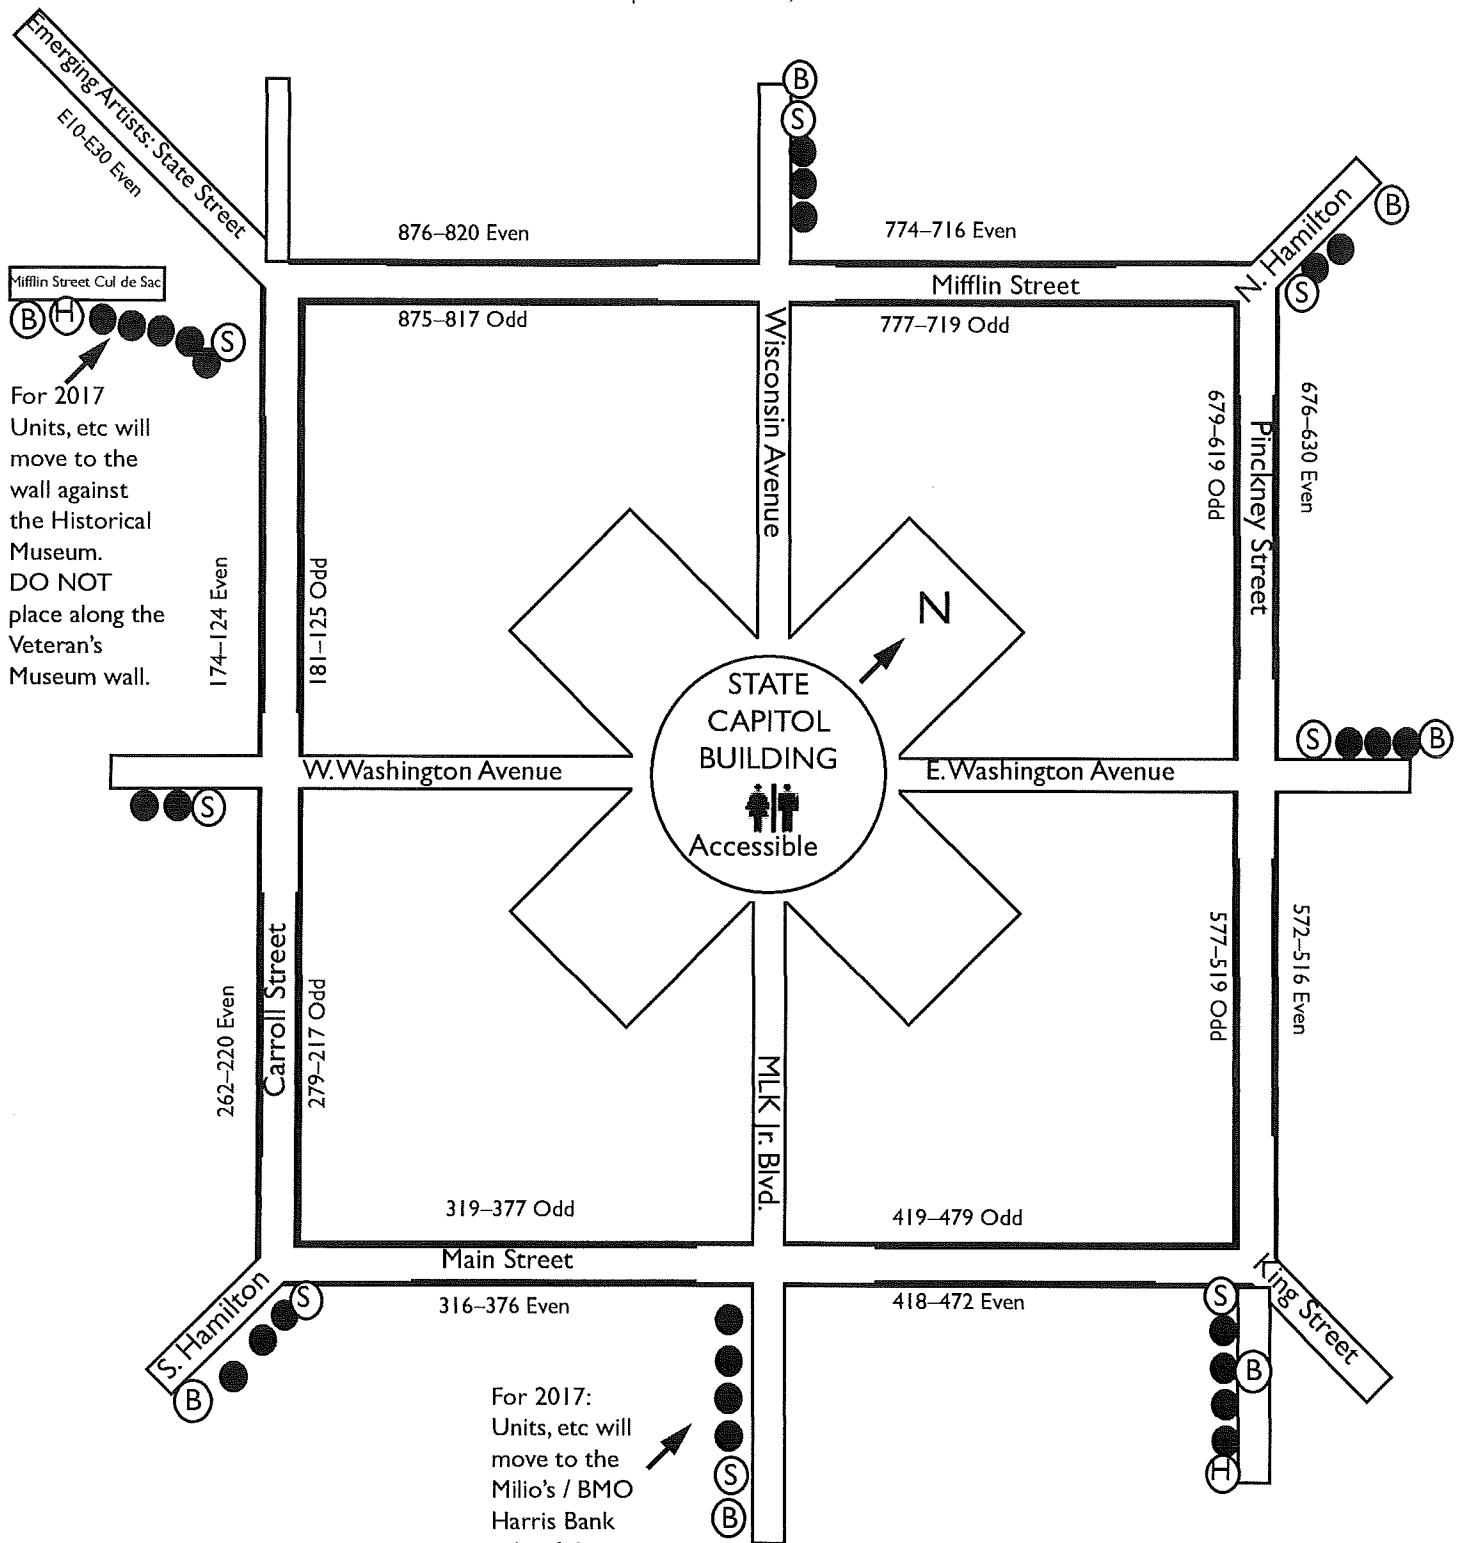 Emerging Artists: State Street
E10-E30 Even
B
S
876–820 Even
774–716 Even
N. Hamilton
B
S
Mifflin Street Cul de Sac
Mifflin Street
B
H
S
875–817 Odd
777–719 Odd
Wisconsin Avenue
For 2017
Units, etc will
move to the
wall against
the Historical
Museum.
DO NOT
place along the
Veteran's
Museum wall.
679–619 Odd
Pinckney Street
676–630 Even
174–124 Even
181–125 Odd
N
STATE
CAPITOL
BUILDING
Accessible
W. Washington Avenue
E. Washington Avenue
S
B
S
262–220 Even
Carroll Street
279–217 Odd
577–519 Odd
572–516 Even
MLK Jr. Blvd.
319–377 Odd
419–479 Odd
Main Street
316–376 Even
418–472 Even
King Street
S. Hamilton
S
B
For 2017:
Units, etc will
move to the
Milio's / BMO
Harris Bank
S
B
S
B
H